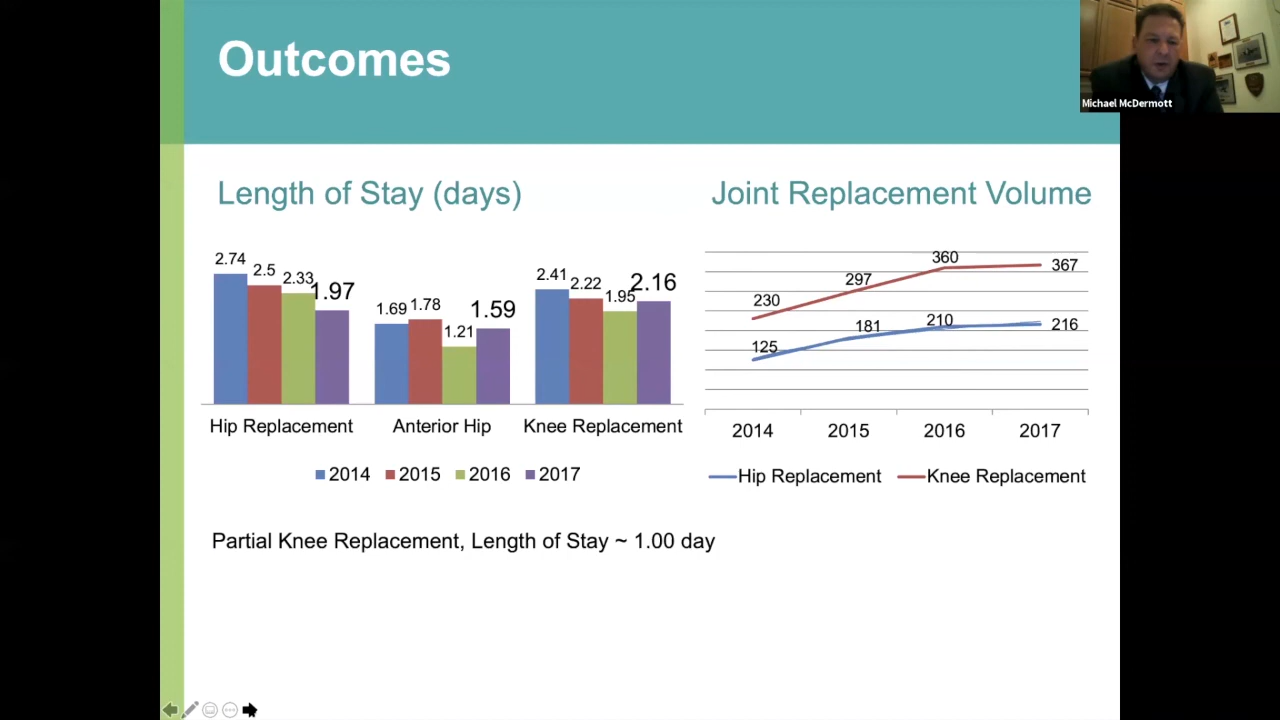 Outcomes
Michael McDermott
Length of Stay (days)
2.74
2.5
2.33
1.97
1.69
1.78
1.21
1.59
2.41
2.22
1.95
2.16
Hip Replacement
Anterior Hip
Knee Replacement
2014
2015
2016
2017
Joint Replacement Volume
230
297
360
367
125
181
210
216
2014
2015
2016
2017
Hip Replacement
Knee Replacement
Partial Knee Replacement, Length of Stay ~ 1.00 day